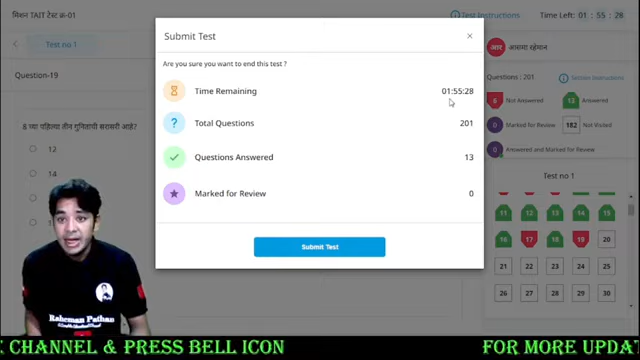 मिशन TAIT टेस्ट क्र-01
Test Instructions
Time Left: 01 : 55 : 28
Test no 1
Question-19
8 च्या पहिल्या तीन गुणितांची सरासरी आहे?
12
14
Submit Test
×
Are you sure you want to end this test ?
Time Remaining
01:55:28
Total Questions
201
Questions Answered
13
Marked for Review
0
Submit Test
Questions : 201
Section Instructions
Not Answered
13 Answered
0 Marked for Review
182 Not Visited
0 Answered and Marked for Review
Test no 1
11 12 13 14 15
16 17 18 19 20
21 22 23 24 25
26 27 28 29 30
Raheman Pathan
CHANNEL & PRESS BELL ICON
FOR MORE UPDAT